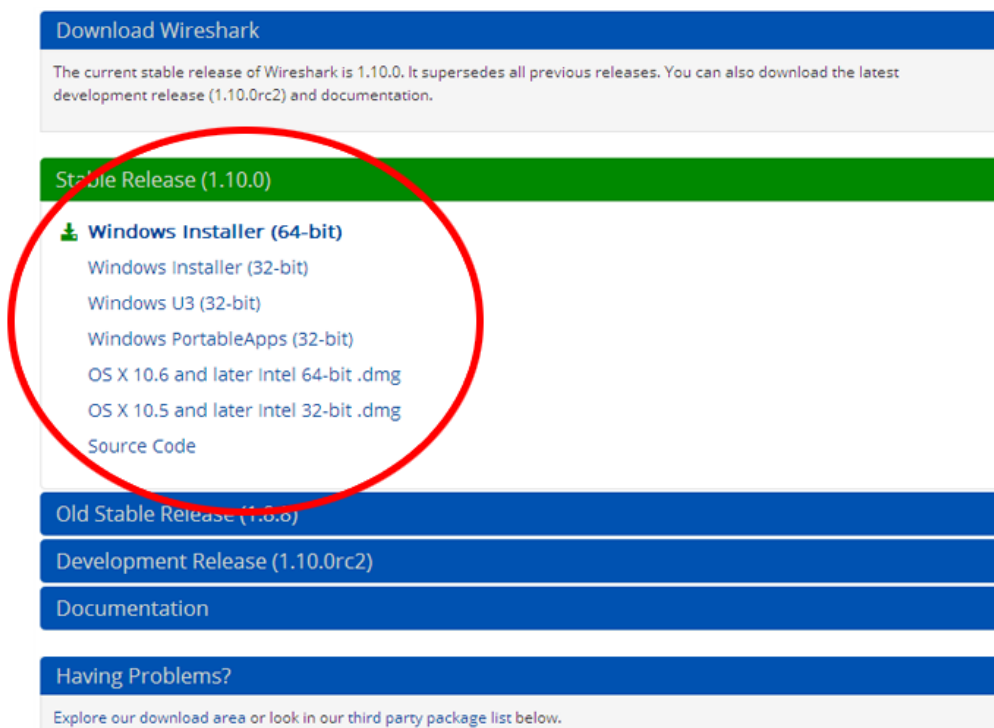 Download Wireshark
The current stable release of Wireshark is 1.10.0. It supersedes all previous releases. You can also download the latest
development release (1.10.0rc2) and documentation.
Stable Release (1.10.0)
Windows Installer (64-bit)
Windows Installer (32-bit)
Windows U3 (32-bit)
Windows PortableApps (32-bit)
OS X 10.6 and later Intel 64-bit .dmg
OS X 10.5 and later Intel 32-bit .dmg
Source Code
Old Stable Release (1.8.8)
Development Release (1.10.0rc2)
Documentation
Having Problems?
Explore our download area or look in our third party package list below.